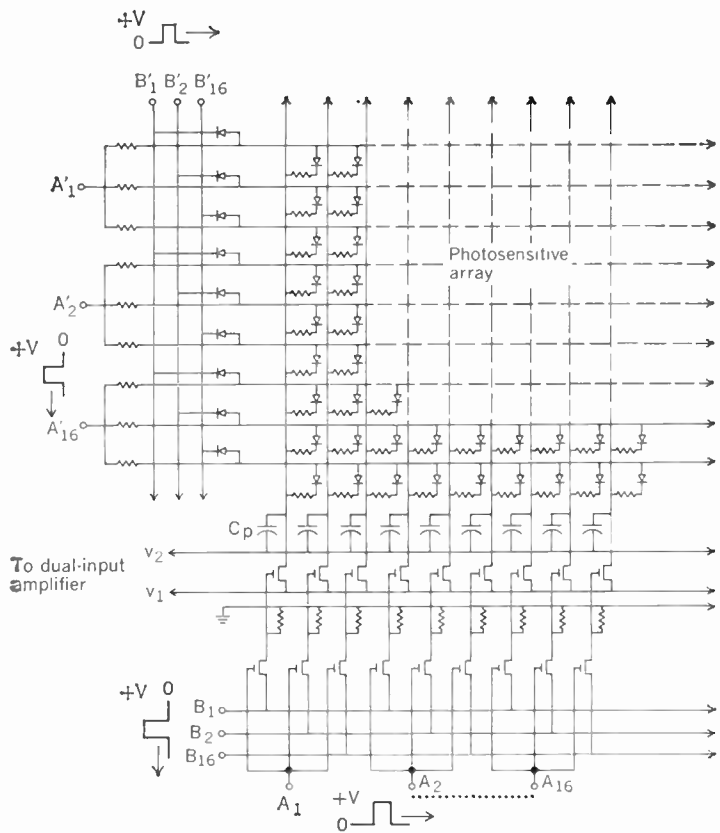 +V
0
B'1 B'2 B'16
A'1
Photosensitive
array
A'2
+V 0
A'16
Cp
v2
To dual-input
amplifier
v1
+V 0
B1
B2
B16
A1
A2
A16
+V
0